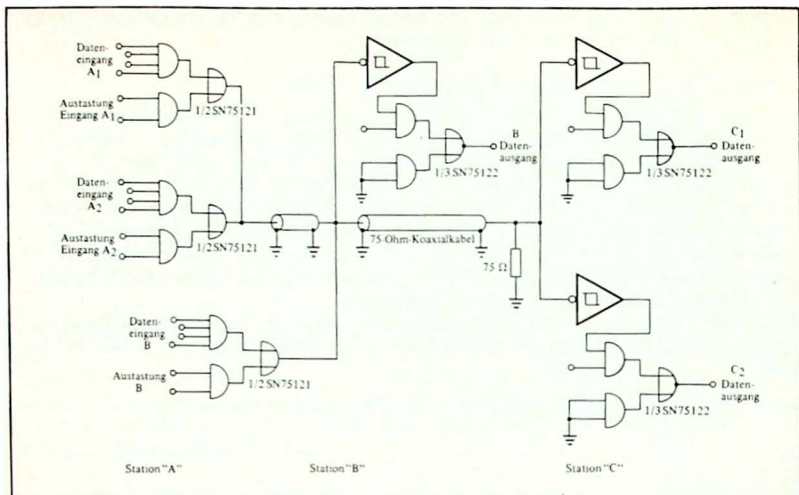 Daten-
eingang
A1
Austastung
Eingang A1
1/2SN75121
Daten-
eingang
A2
Austastung
Eingang A2
1/2SN75121
Daten-
eingang
B
Austastung
B
1/2SN75121
B
Daten-
ausgang
1/3SN75122
75-Ohm-Koaxialkabel
75 Ω
C1
Daten-
ausgang
1/3SN75122
C2
Daten-
ausgang
1/3SN75122
Station"A"
Station"B"
Station"C"